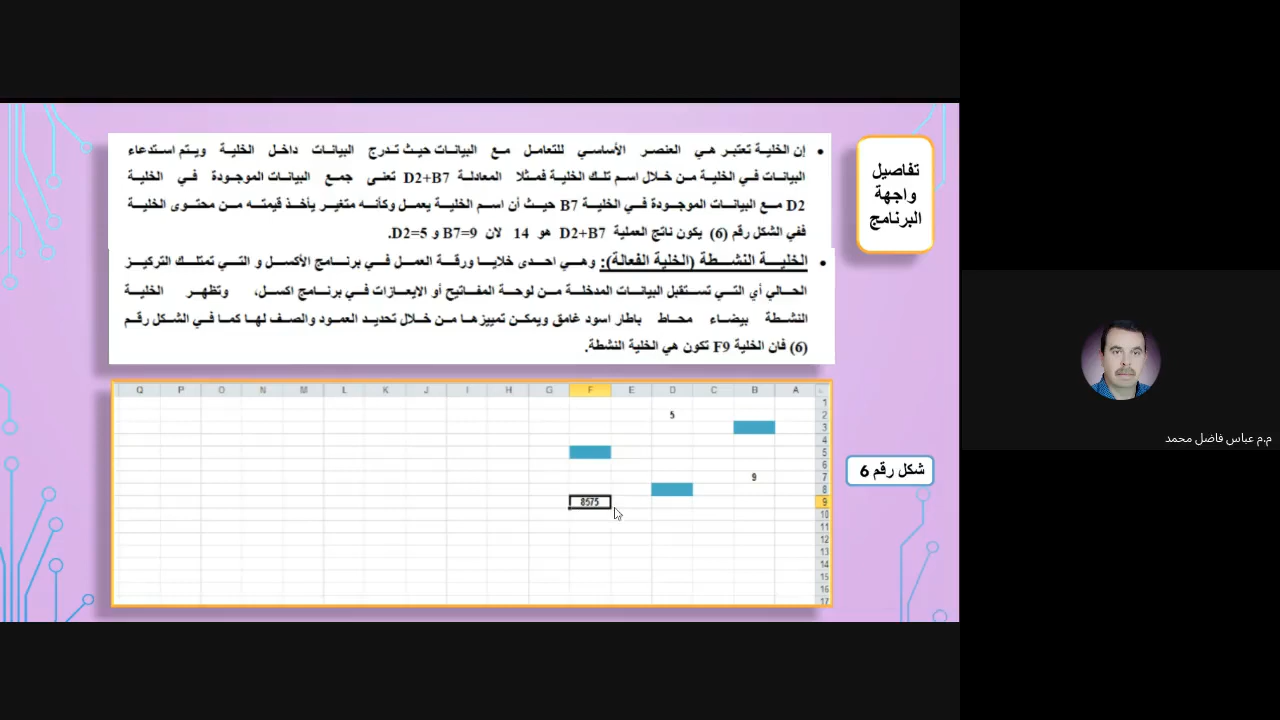 تفاصيل
واجهة
البرنامج
• إن الخلية تعتبر هي العنصر الأساسي للتعامل مع البيانات حيث تدرج البيانات داخل الخلية ويتم استدعاء
البيانات في الخلية من خلال اسم تلك الخلية فمثلا المعادلة D2+B7 تعنى جمع البيانات الموجودة في الخلية
D2 مع البيانات الموجودة في الخلية B7 حيث أن اسم الخلية يعمل وكأنه متغير يأخذ قيمته من محتوى الخلية
ففي الشكل رقم (6) يكون ناتج العملية D2+B7 هو 14 لان B7=9 و D2=5.
• الخلية النشطة (الخلية الفعالة): وهي احدى خلايا ورقة العمل في برنامج الأكسل و التي تمتلك التركيز
الحالي أي التي تستقبل البيانات المدخلة من لوحة المفاتيح أو الايعازات في برنامج اكسل، وتظهر الخلية
النشطة بيضاء محاط باطار اسود غامق ويمكن تمييزها من خلال تحديد العمود والصف لها كما في الشكل رقم
(6) فان الخلية F9 تكون هي الخلية النشطة.
شكل رقم 6
A B C D E F G H I J K L M N O P Q
1
2 5
3
4
5
6
7 9
8
9 8575
10
11
12
13
14
15
16
17
م.م عباس فاضل محمد